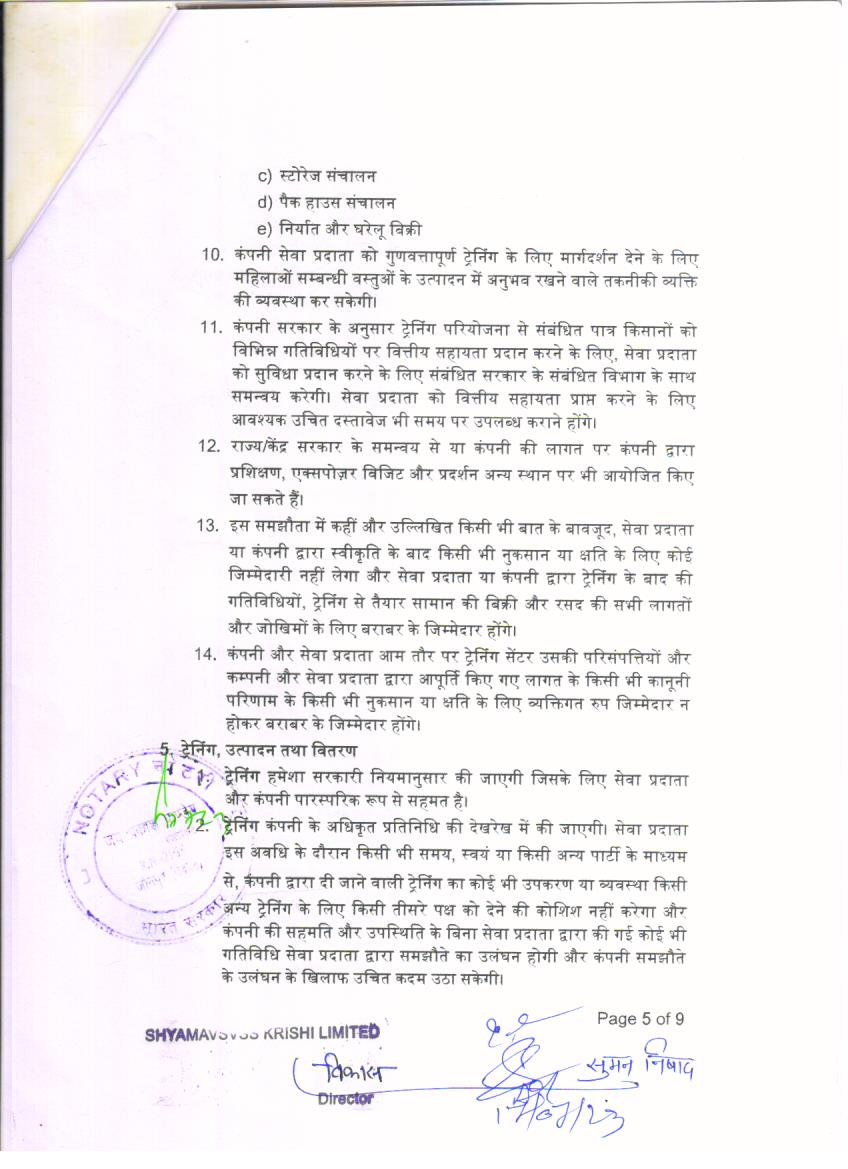 c) स्टोरेज संचालन
d) पैक हाउस संचालन
e) निर्यात और घरेलू बिक्री
10. कंपनी सेवा प्रदाता को गुणवत्तापूर्ण ट्रेनिंग के लिए मार्गदर्शन देने के लिए
महिलाओं सम्बन्धी वस्तुओं के उत्पादन में अनुभव रखने वाले तकनीकी व्यक्ति
की व्यवस्था कर सकेगी।
11. कंपनी सरकार के अनुसार ट्रेनिंग परियोजना से संबंधित पात्र किसानों को
विभिन्न गतिविधियों पर वित्तीय सहायता प्रदान करने के लिए, सेवा प्रदाता
को सुविधा प्रदान करने के लिए संबंधित सरकार के संबंधित विभाग के साथ
समन्वय करेगी। सेवा प्रदाता को वित्तीय सहायता प्राप्त करने के लिए
आवश्यक उचित दस्तावेज भी समय पर उपलब्ध कराने होंगे।
12. राज्य/केंद्र सरकार के समन्वय से या कंपनी की लागत पर कंपनी द्वारा
प्रशिक्षण, एक्सपोज़र विजिट और प्रदर्शन अन्य स्थान पर भी आयोजित किए
जा सकते हैं।
13. इस समझौता में कहीं और उल्लिखित किसी भी बात के बावजूद, सेवा प्रदाता
या कंपनी द्वारा स्वीकृति के बाद किसी भी नुकसान या क्षति के लिए कोई
जिम्मेदारी नहीं लेगा और सेवा प्रदाता या कंपनी द्वारा ट्रेनिंग के बाद की
गतिविधियों, ट्रेनिंग से तैयार सामान की बिक्री और रसद की सभी लागतों
और जोखिमों के लिए बराबर के जिम्मेदार होंगे।
14. कंपनी और सेवा प्रदाता आम तौर पर ट्रेनिंग सेंटर उसकी परिसंपत्तियों और
कम्पनी और सेवा प्रदाता द्वारा आपूर्ति किए गए लागत के किसी भी कानूनी
परिणाम के किसी भी नुकसान या क्षति के लिए व्यक्तिगत रुप जिम्मेदार न
होकर बराबर के जिम्मेदार होंगे।
5. ट्रेनिंग, उत्पादन तथा वितरण
1. ट्रेनिंग हमेशा सरकारी नियमानुसार की जाएगी जिसके लिए सेवा प्रदाता
और कंपनी पारस्परिक रूप से सहमत है।
2. ट्रेनिंग कंपनी के अधिकृत प्रतिनिधि की देखरेख में की जाएगी। सेवा प्रदाता
इस अवधि के दौरान किसी भी समय, स्वयं या किसी अन्य पार्टी के माध्यम
से, कंपनी द्वारा दी जाने वाली ट्रेनिंग का कोई भी उपकरण या व्यवस्था किसी
अन्य ट्रेनिंग के लिए किसी तीसरे पक्ष को देने की कोशिश नहीं करेगा और
कंपनी की सहमति और उपस्थिति के बिना सेवा प्रदाता द्वारा की गई कोई भी
गतिविधि सेवा प्रदाता द्वारा समझौते का उलंघन होगी और कंपनी समझौते
के उलंघन के खिलाफ उचित कदम उठा सकेगी।
NOTARY नोटरी
भारत सरकार
Page 5 of 9
SHYAMAVSVSS KRISHI LIMITED
विकास
सुमन निषाद
Director